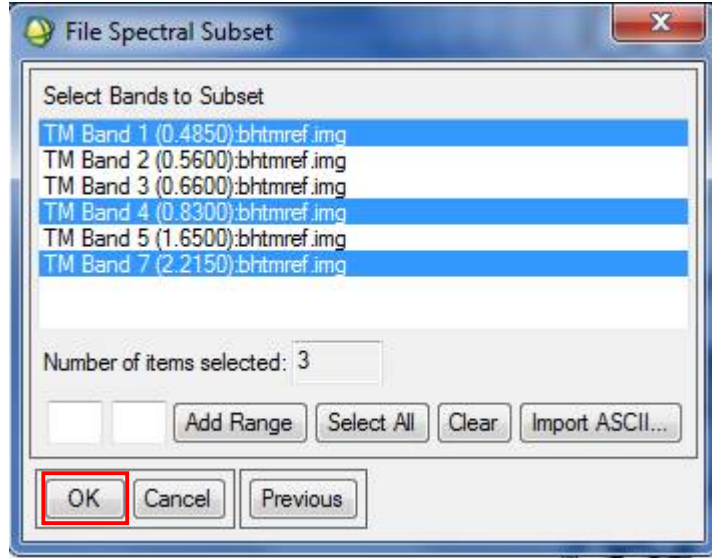 File Spectral Subset
Select Bands to Subset
TM Band 1 (0.4850):bhtmref.img
TM Band 2 (0.5600):bhtmref.img
TM Band 3 (0.6600):bhtmref.img
TM Band 4 (0.8300):bhtmref.img
TM Band 5 (1.6500):bhtmref.img
TM Band 7 (2.2150):bhtmref.img
Number of items selected: 3
Add Range Select All Clear Import ASCII...
OK Cancel Previous